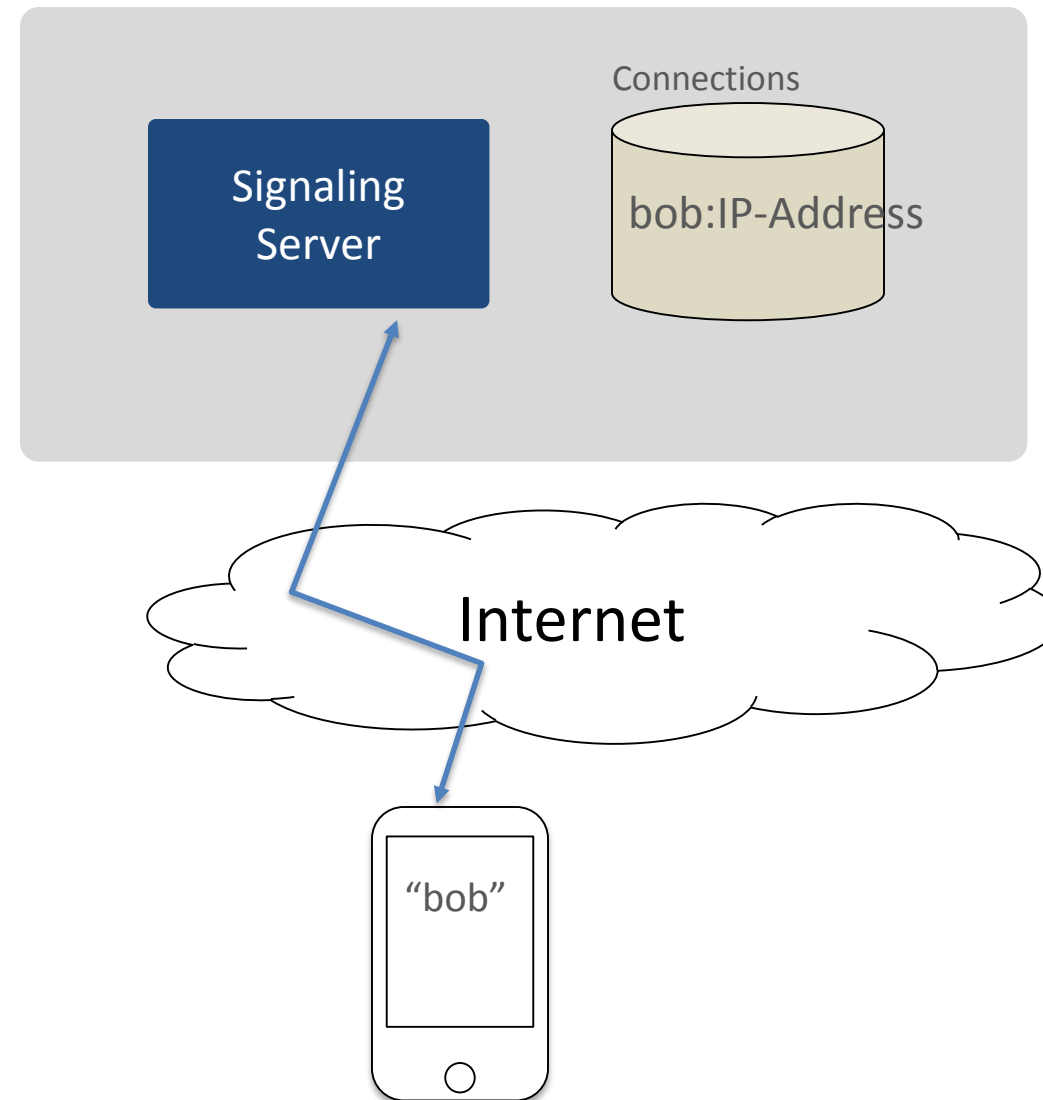 Connections
Signaling
Server
bob:IP-Address
Internet
“bob”